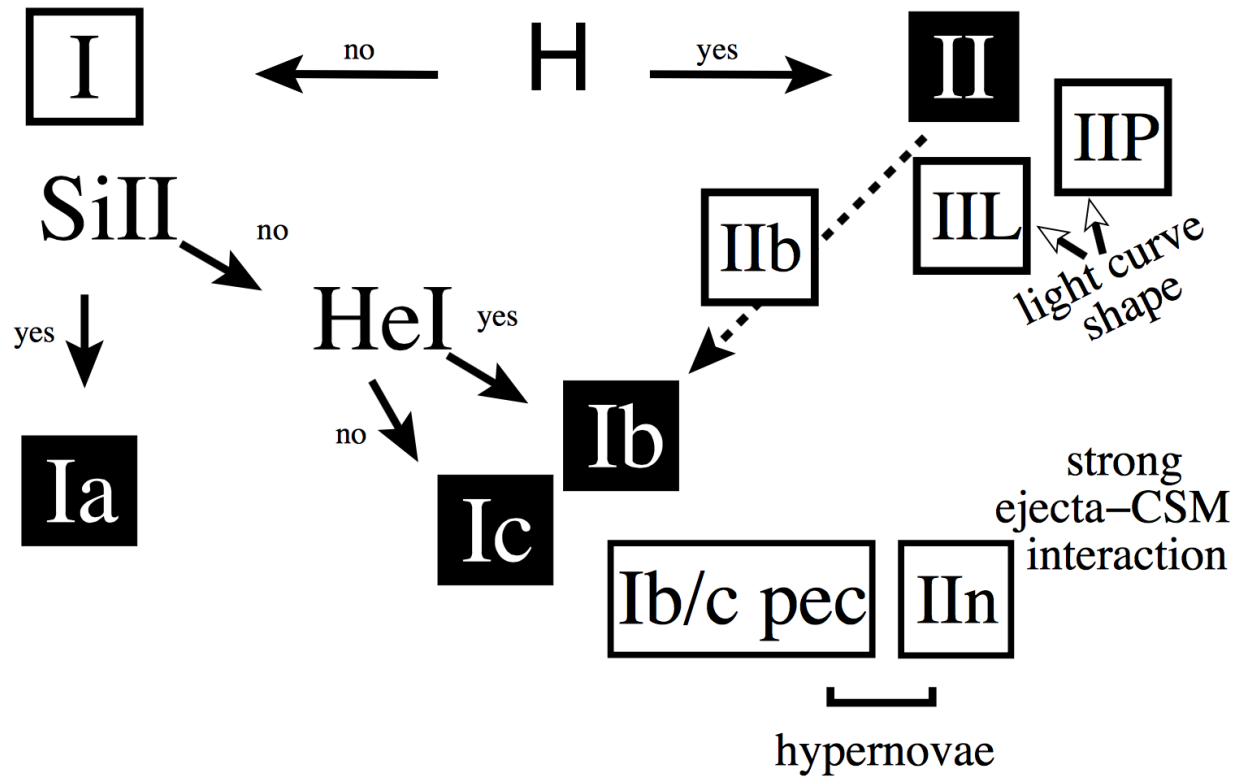 I
no
H
yes
II
IIP
SiII
no
IIb
IIL
light curve
shape
yes
HeI
yes
no
Ib
Ia
Ic
strong
ejecta–CSM
interaction
Ib/c pec
IIn
hypernovae